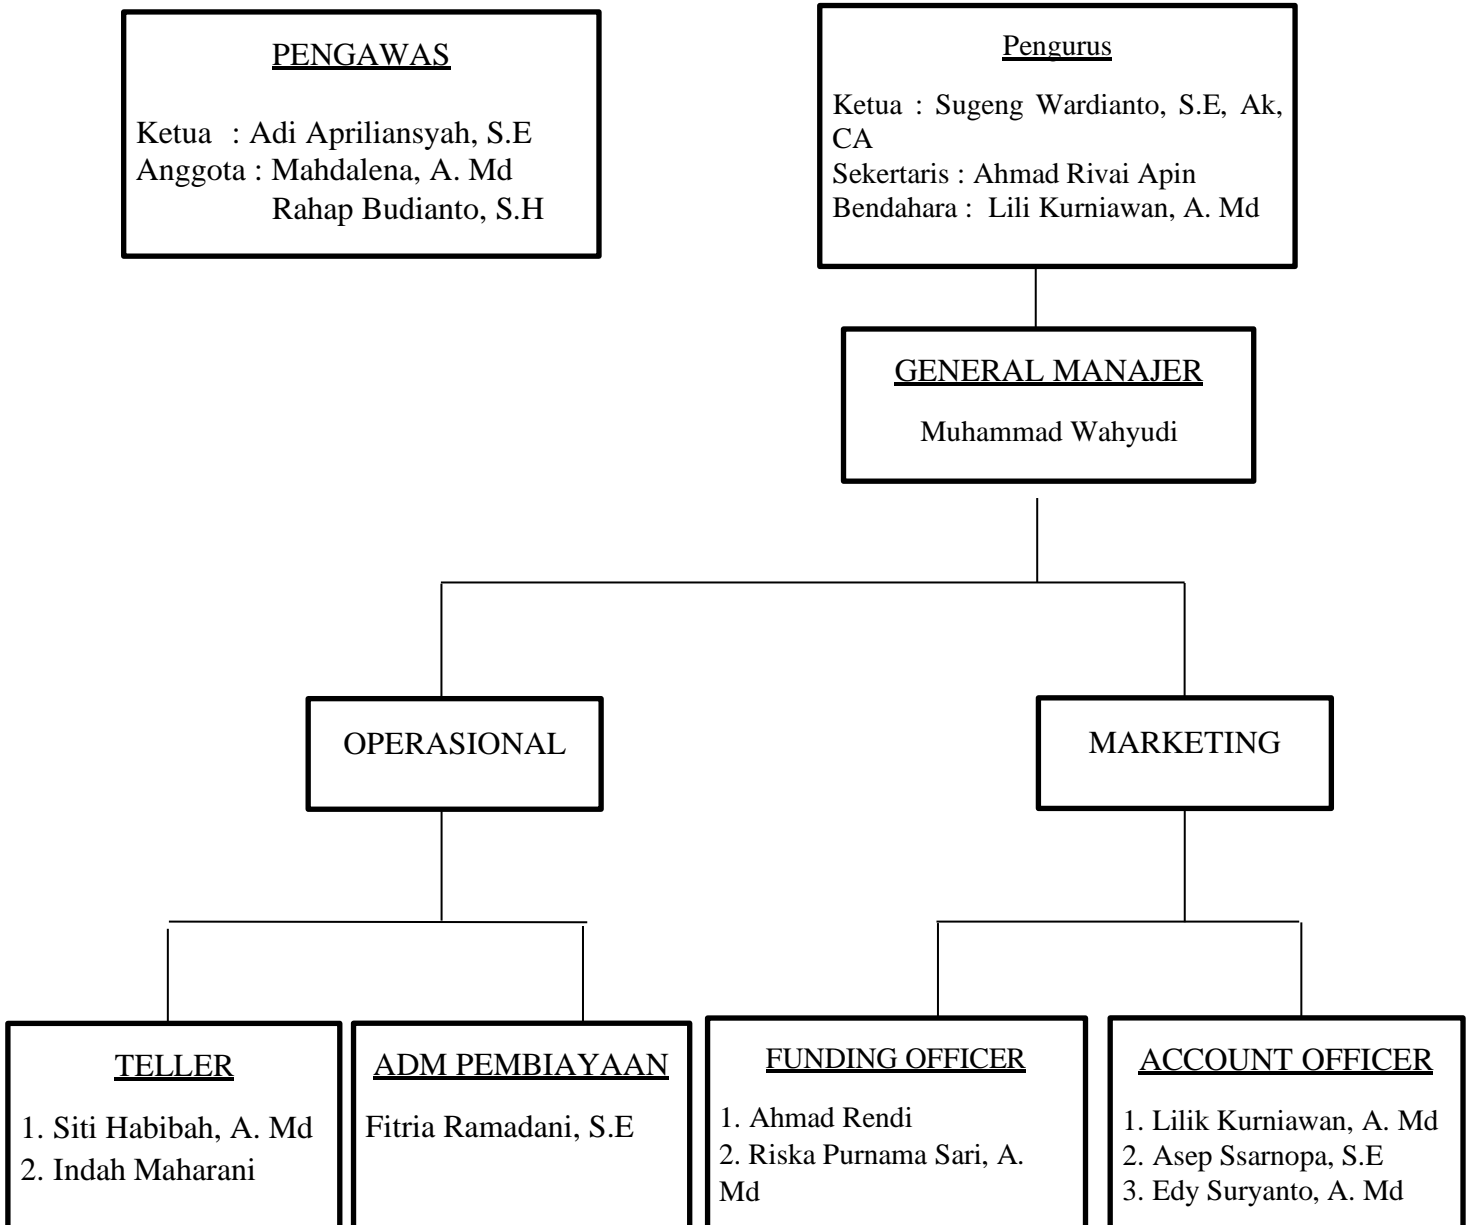 PENGAWAS
Ketua : Adi Apriliansyah, S.E
Anggota : Mahdalena, A. Md
Rahap Budianto, S.H
Pengurus
Ketua : Sugeng Wardianto, S.E, Ak,
CA
Sekertaris : Ahmad Rivai Apin
Bendahara : Lili Kurniawan, A. Md
GENERAL MANAJER
Muhammad Wahyudi
OPERASIONAL
MARKETING
TELLER
1. Siti Habibah, A. Md
2. Indah Maharani
ADM PEMBIAYAAN
Fitria Ramadani, S.E
FUNDING OFFICER
1. Ahmad Rendi
2. Riska Purnama Sari, A.
Md
ACCOUNT OFFICER
1. Lilik Kurniawan, A. Md
2. Asep Ssarnopa, S.E
3. Edy Suryanto, A. Md